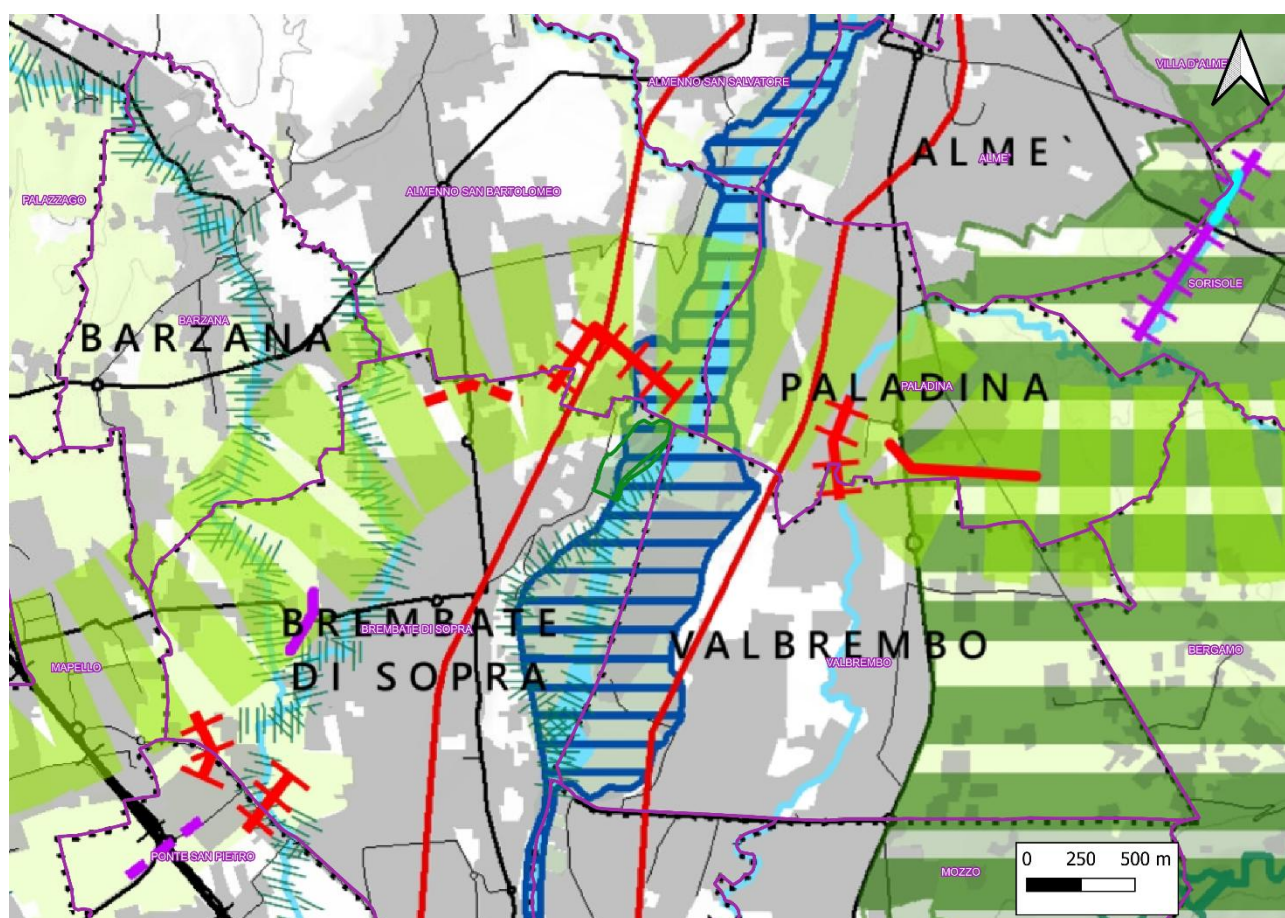 VILLA D'ALME
ALMENNO SAN SALVATORE
ALME`
ALME'
PALAZZAGO
ALMENNO SAN BARTOLOMEO
SORISOLE
BARZANA
BARZANA
PALADINA
PALADINA
BREMBATE
DI SOPRA
BREMBATE DI SOPRA
VALBREMBO
VALBREMBO
BERGAMO
MAPELLO
PONTE SAN PIETRO
MOZZO
0 250 500 m